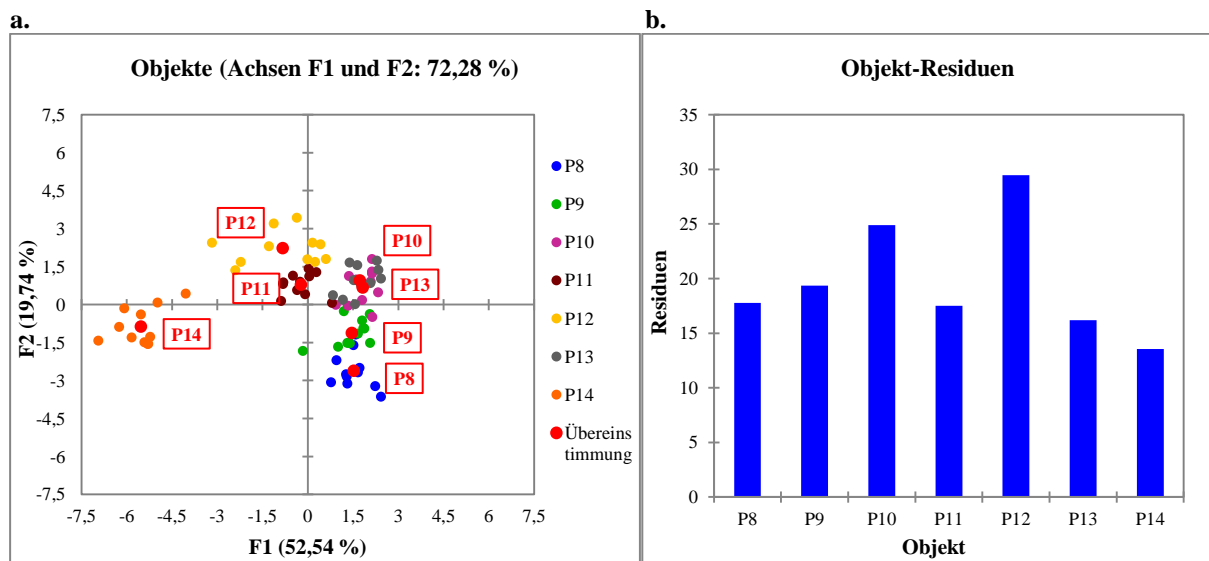 a.
Objekte (Achsen F1 und F2: 72,28 %)
7,5
6
4,5
3
1,5
0
-1,5
-3
-4,5
-6
-7,5
-7,5 -6 -4,5 -3 -1,5 0 1,5 3 4,5 6 7,5
F2 (19,74 %)
F1 (52,54 %)
P12
P10
P11
P13
P14
P9
P8
P8
P9
P10
P11
P12
P13
P14
Übereins
timmung
b.
Objekt-Residuen
35
30
25
20
15
10
5
0
Residuen
P8 P9 P10 P11 P12 P13 P14
Objekt